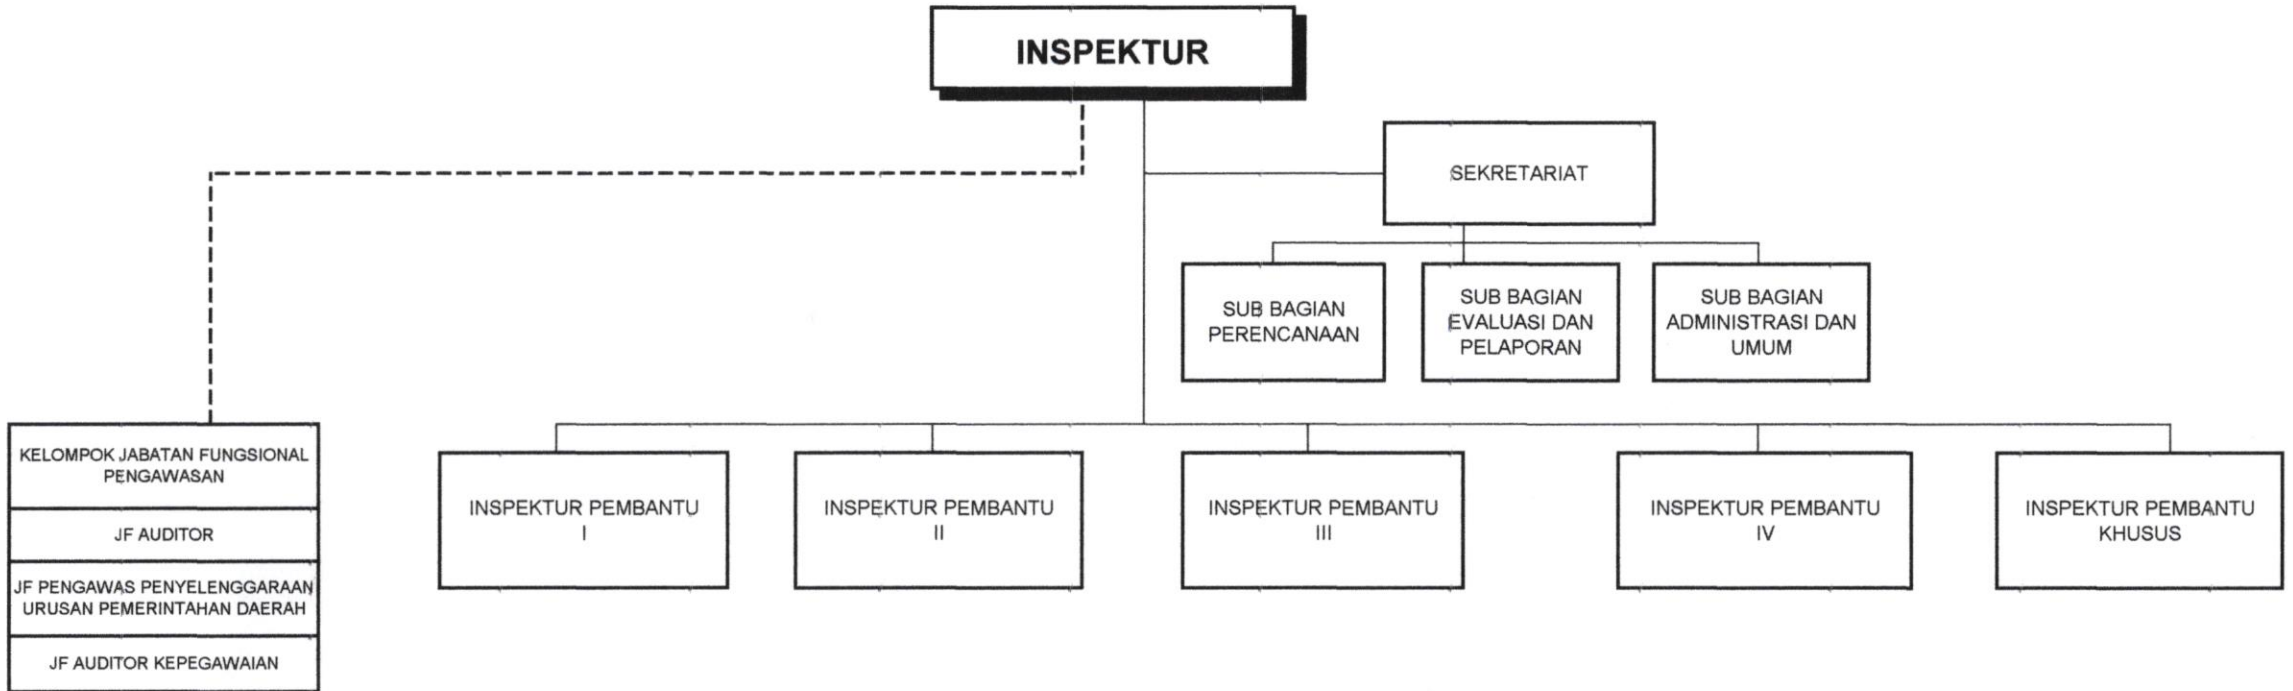 INSPEKTUR
SEKRETARIAT
SUB BAGIAN
PERENCANAAN
SUB BAGIAN
EVALUASI DAN
PELAPORAN
SUB BAGIAN
ADMINISTRASI DAN
UMUM
KELOMPOK JABATAN FUNGSIONAL
PENGAWASAN
JF AUDITOR
JF PENGAWAS PENYELENGGARAAN
URUSAN PEMERINTAHAN DAERAH
JF AUDITOR KEPEGAWAIAN
INSPEKTUR PEMBANTU
I
INSPEKTUR PEMBANTU
II
INSPEKTUR PEMBANTU
III
INSPEKTUR PEMBANTU
IV
INSPEKTUR PEMBANTU
KHUSUS